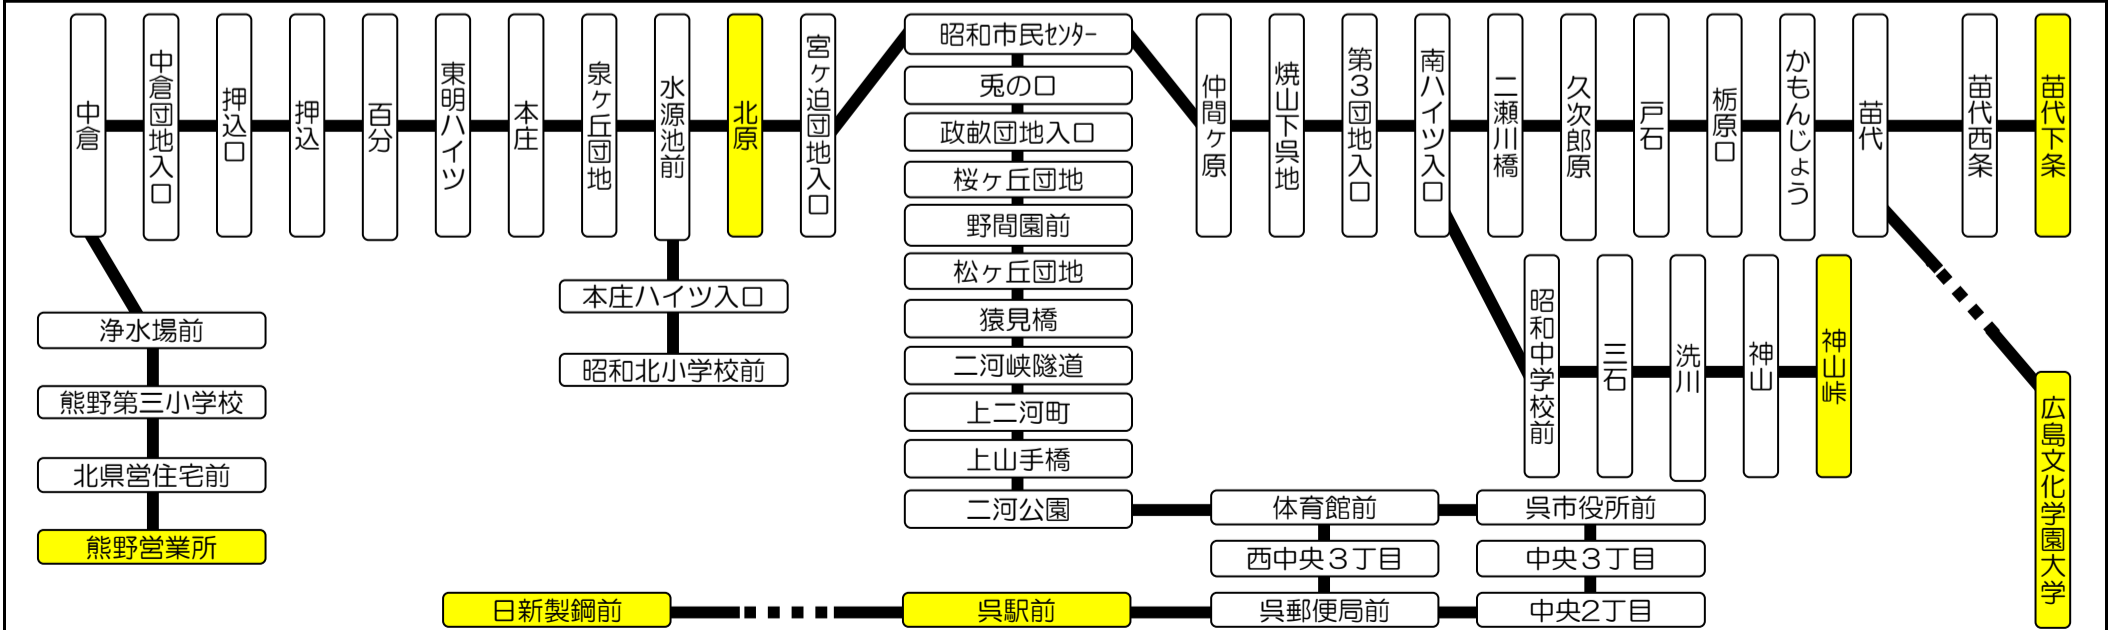 中倉
中倉団地入口
押込口
押込
百分
東明ハイツ
本庄
泉ヶ丘団地
水源池前
北原
宮ヶ迫団地入口
昭和市民ｾﾝﾀｰ
兎の口
政畝団地入口
桜ヶ丘団地
野間園前
松ヶ丘団地
猿見橋
二河峡隧道
上二河町
上山手橋
二河公園
仲間ヶ原
焼山下呉地
第３団地入口
南ハイツ入口
二瀬川橋
久次郎原
戸石
栃原口
かもんじょう
苗代
苗代西条
苗代下条
浄水場前
熊野第三小学校
北県営住宅前
熊野営業所
本庄ハイツ入口
昭和北小学校前
昭和中学校前
三石
洗川
神山
神山峠
広島文化学園大学
体育館前
呉市役所前
西中央３丁目
中央３丁目
日新製鋼前
呉駅前
呉郵便局前
中央2丁目